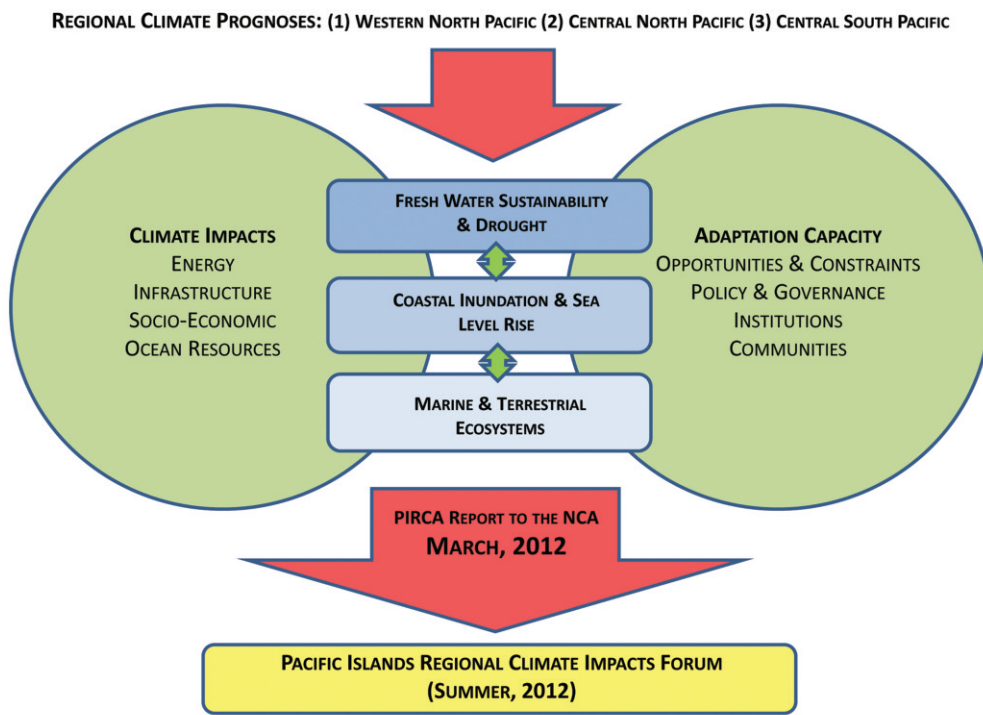 REGIONAL CLIMATE PROGNOSES: (1) WESTERN NORTH PACIFIC (2) CENTRAL NORTH PACIFIC (3) CENTRAL SOUTH PACIFIC
CLIMATE IMPACTS
ENERGY
INFRASTRUCTURE
SOCIO-ECONOMIC
OCEAN RESOURCES
FRESH WATER SUSTAINABILITY
& DROUGHT
COASTAL INUNDATION & SEA
LEVEL RISE
MARINE & TERRESTRIAL
ECOSYSTEMS
ADAPTATION CAPACITY
OPPORTUNITIES & CONSTRAINTS
POLICY & GOVERNANCE
INSTITUTIONS
COMMUNITIES
PIRCA REPORT TO THE NCA
MARCH, 2012
PACIFIC ISLANDS REGIONAL CLIMATE IMPACTS FORUM
(SUMMER, 2012)